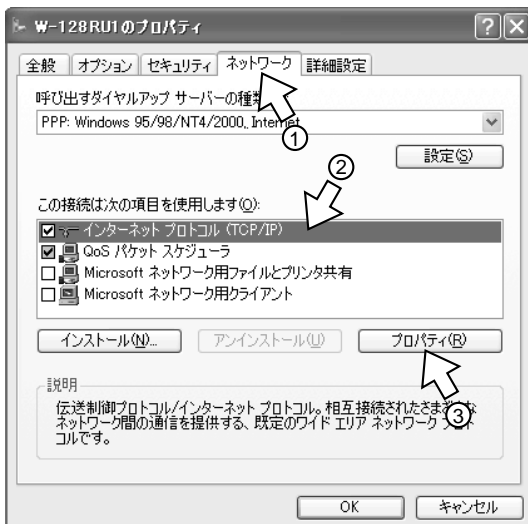 W-128RU1のプロパティ
全般 オプション セキュリティ ネットワーク 詳細設定
呼び出すダイヤルアップ サーバーの種類
①
PPP: Windows 95/98/NT4/2000, Internet
設定(S)
②
この接続は次の項目を使用します(O):
インターネット プロトコル (TCP/IP)
QoS パケット スケジューラ
Microsoft ネットワーク用ファイルとプリンタ共有
Microsoft ネットワーク用クライアント
インストール(N)... アンインストール(U) プロパティ(R)
③
説明
伝送制御プロトコル/インターネット プロトコル。相互接続されたさまざまな
ネットワーク間の通信を提供する、既定のワイド エリア ネットワーク プロト
コルです。
OK キャンセル